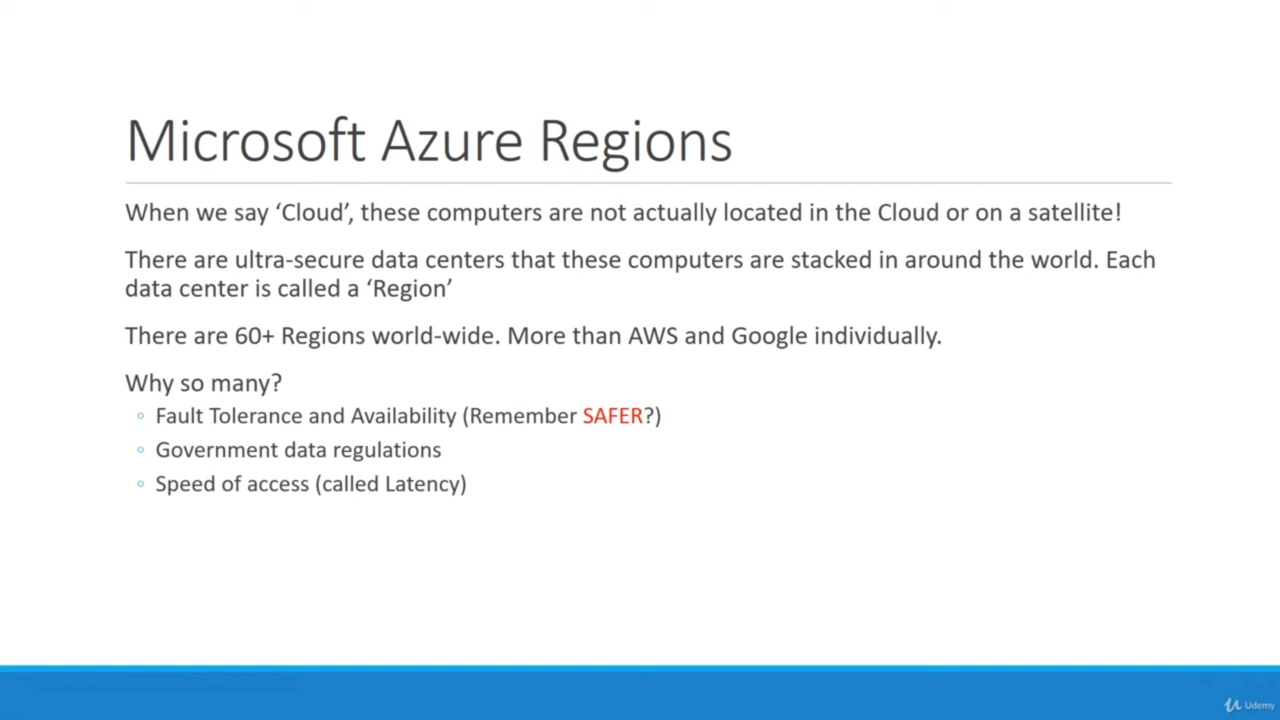 Microsoft Azure Regions
When we say ‘Cloud’, these computers are not actually located in the Cloud or on a satellite!
There are ultra-secure data centers that these computers are stacked in around the world. Each
data center is called a ‘Region’
There are 60+ Regions world-wide. More than AWS and Google individually.
Why so many?
◦ Fault Tolerance and Availability (Remember SAFER?)
◦ Government data regulations
◦ Speed of access (called Latency)
Udemy